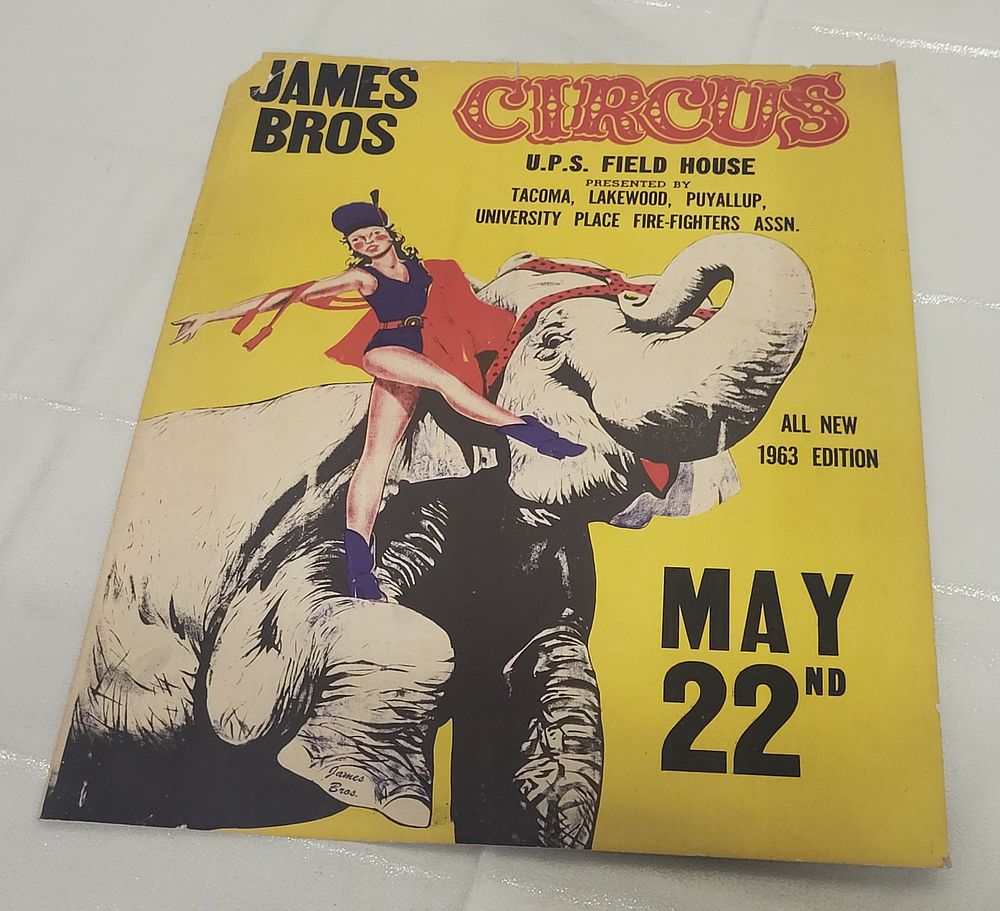 JAMES
BROS
CIRCUS
U.P.S. FIELD HOUSE
PRESENTED BY
TACOMA, LAKEWOOD, PUYALLUP,
UNIVERSITY PLACE FIRE-FIGHTERS ASSN.
ALL NEW
1963 EDITION
MAY
22ND
James
Bros.